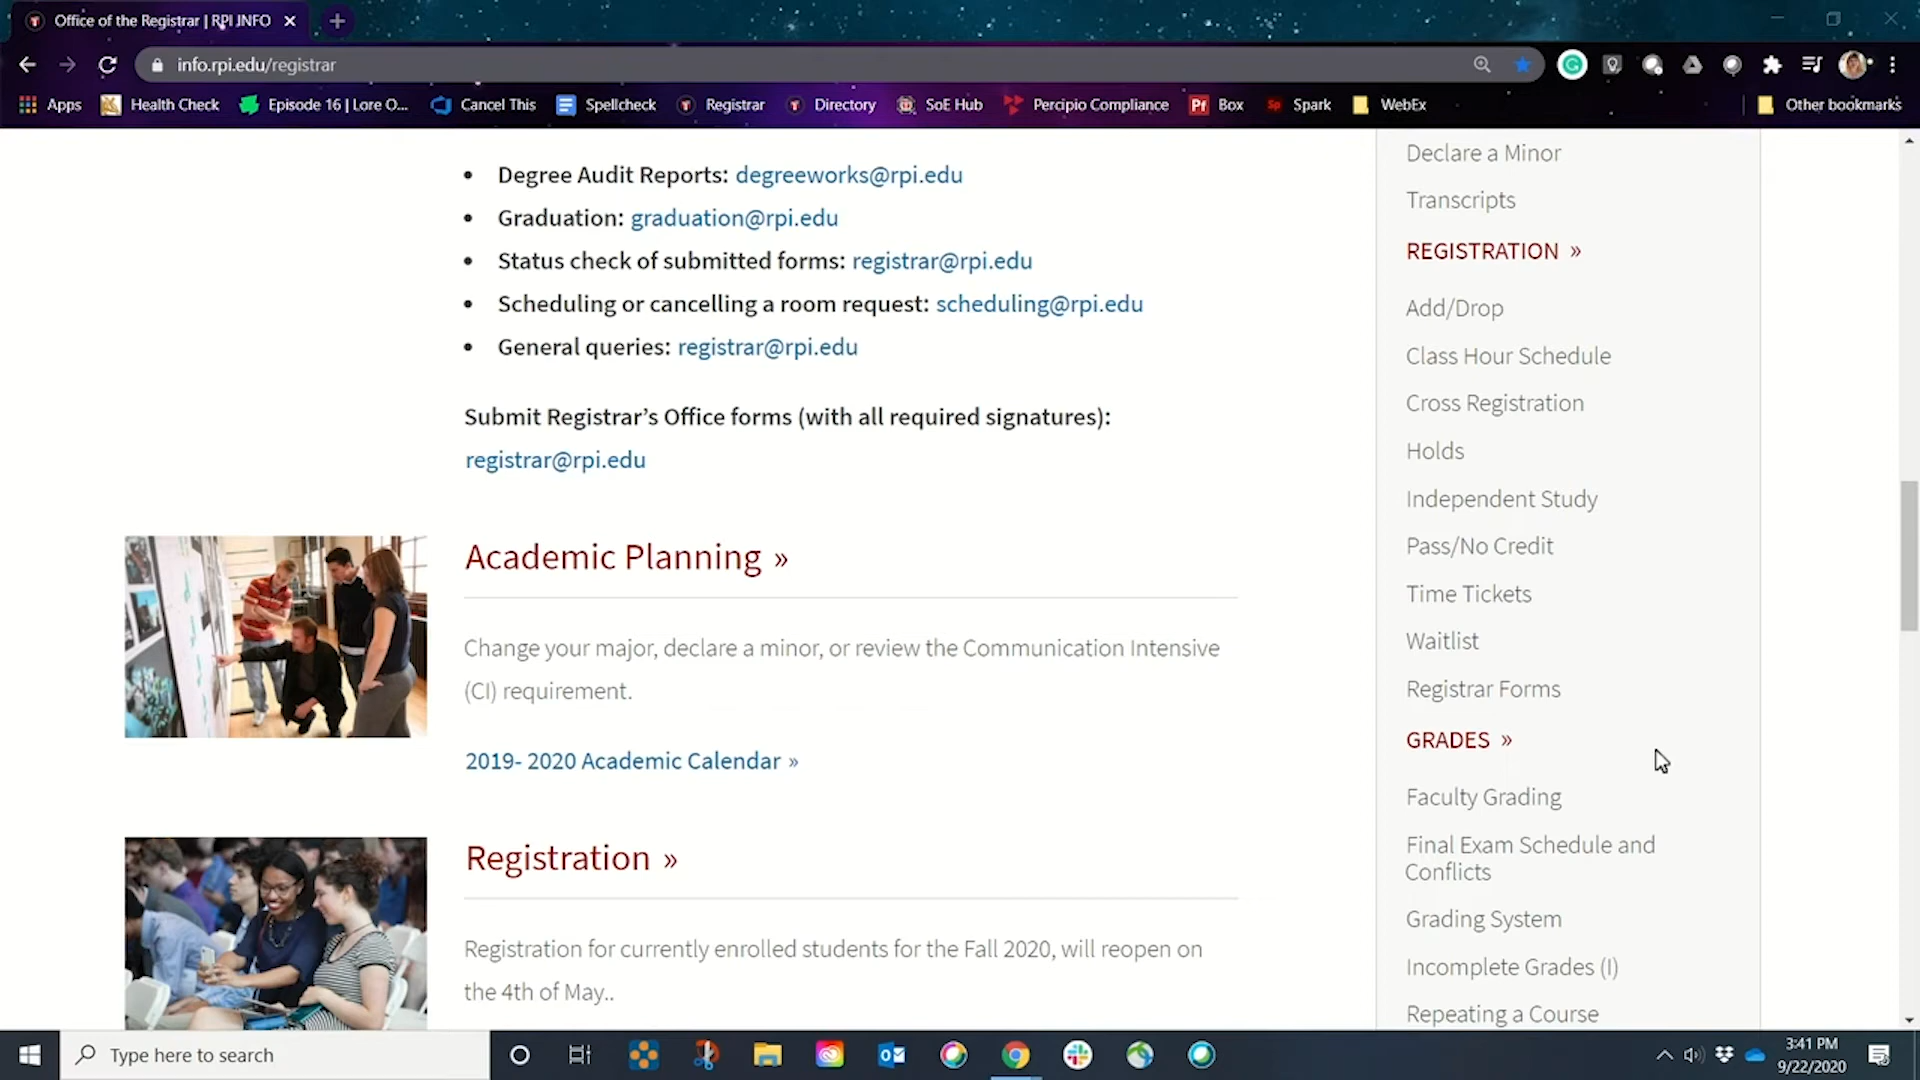 Office of the Registrar | RPI INFO
info.rpi.edu/registrar
Apps
Health Check
Episode 16 | Lore O...
Cancel This
Spellcheck
Registrar
Directory
SoE Hub
Percipio Compliance
Box
Spark
WebEx
Other bookmarks
• Degree Audit Reports: degreeworks@rpi.edu
• Graduation: graduation@rpi.edu
• Status check of submitted forms: registrar@rpi.edu
• Scheduling or cancelling a room request: scheduling@rpi.edu
• General queries: registrar@rpi.edu
Submit Registrar's Office forms (with all required signatures):
registrar@rpi.edu
Academic Planning »
Change your major, declare a minor, or review the Communication Intensive
(CI) requirement.
2019- 2020 Academic Calendar »
Registration »
Registration for currently enrolled students for the Fall 2020, will reopen on
the 4th of May..
Declare a Minor
Transcripts
REGISTRATION »
Add/Drop
Class Hour Schedule
Cross Registration
Holds
Independent Study
Pass/No Credit
Time Tickets
Waitlist
Registrar Forms
GRADES »
Faculty Grading
Final Exam Schedule and
Conflicts
Grading System
Incomplete Grades (I)
Repeating a Course
Type here to search
3:41 PM
9/22/2020